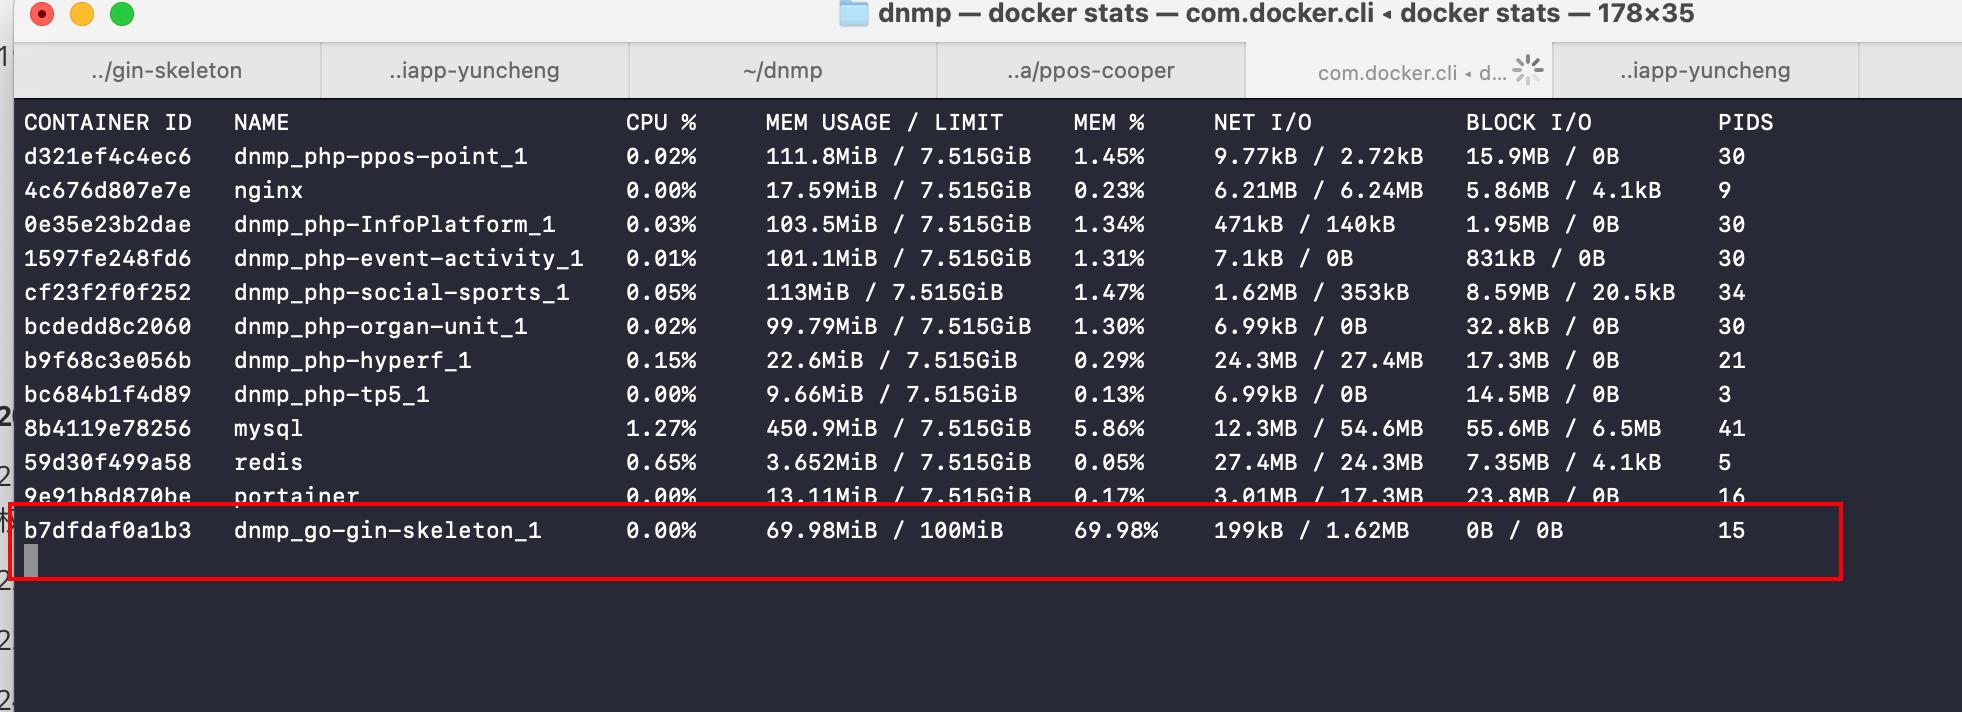 dnmp — docker stats — com.docker.cli ◂ docker stats — 178×35
../gin-skeleton ..iapp-yuncheng ~/dnmp ..a/ppos-cooper com.docker.cli ◂ d... ..iapp-yuncheng
CONTAINER ID NAME CPU % MEM USAGE / LIMIT MEM % NET I/O BLOCK I/O PIDS
d321ef4c4ec6 dnmp_php-ppos-point_1 0.02% 111.8MiB / 7.515GiB 1.45% 9.77kB / 2.72kB 15.9MB / 0B 30
4c676d807e7e nginx 0.00% 17.59MiB / 7.515GiB 0.23% 6.21MB / 6.24MB 5.86MB / 4.1kB 9
0e35e23b2dae dnmp_php-InfoPlatform_1 0.03% 103.5MiB / 7.515GiB 1.34% 471kB / 140kB 1.95MB / 0B 30
1597fe248fd6 dnmp_php-event-activity_1 0.01% 101.1MiB / 7.515GiB 1.31% 7.1kB / 0B 831kB / 0B 30
cf23f2f0f252 dnmp_php-social-sports_1 0.05% 113MiB / 7.515GiB 1.47% 1.62MB / 353kB 8.59MB / 20.5kB 34
bcdedd8c2060 dnmp_php-organ-unit_1 0.02% 99.79MiB / 7.515GiB 1.30% 6.99kB / 0B 32.8kB / 0B 30
b9f68c3e056b dnmp_php-hyperf_1 0.15% 22.6MiB / 7.515GiB 0.29% 24.3MB / 27.4MB 17.3MB / 0B 21
bc684b1f4d89 dnmp_php-tp5_1 0.00% 9.66MiB / 7.515GiB 0.13% 6.99kB / 0B 14.5MB / 0B 3
8b4119e78256 mysql 1.27% 450.9MiB / 7.515GiB 5.86% 12.3MB / 54.6MB 55.6MB / 6.5MB 41
59d30f499a58 redis 0.65% 3.652MiB / 7.515GiB 0.05% 27.4MB / 24.3MB 7.35MB / 4.1kB 5
9e91b8d870be portainer 0.00% 13.11MiB / 7.515GiB 0.17% 3.01MB / 17.3MB 23.8MB / 0B 16
b7dfdaf0a1b3 dnmp_go-gin-skeleton_1 0.00% 69.98MiB / 100MiB 69.98% 199kB / 1.62MB 0B / 0B 15